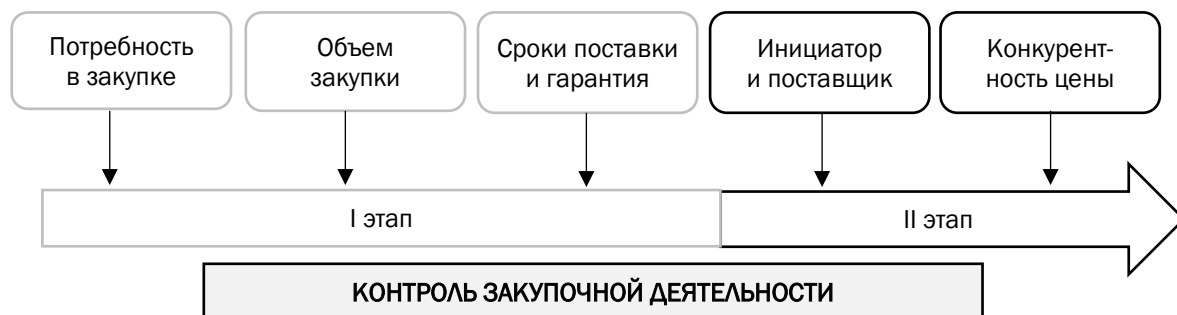 Потребность
в закупке
Объем
закупки
Сроки поставки
и гарантия
Инициатор
и поставщик
Конкурент-
ность цены
I этап
II этап
КОНТРОЛЬ ЗАКУПОЧНОЙ ДЕЯТЕЛЬНОСТИ